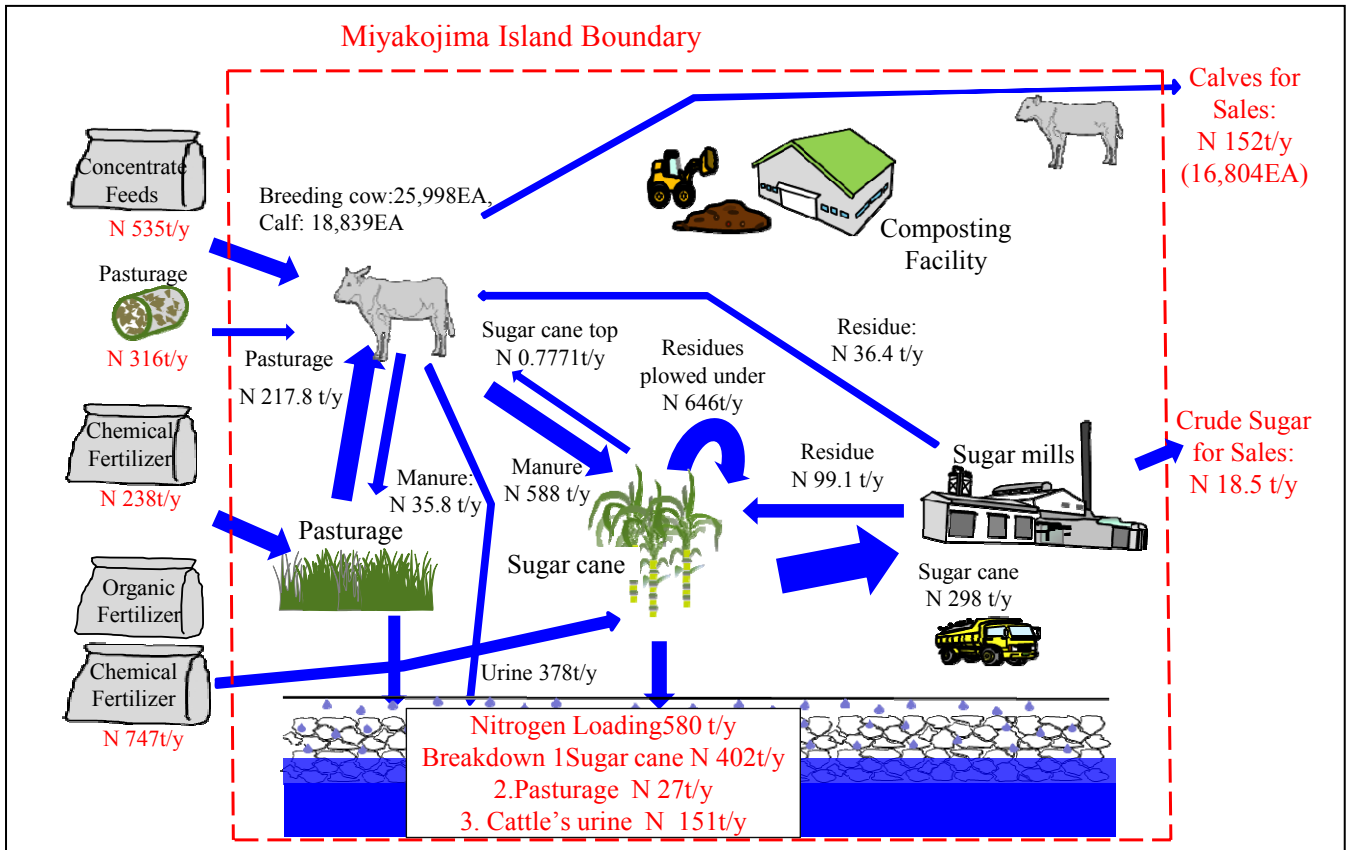 Miyakojima Island Boundary
Calves for
Sales:
N 152t/y
(16,804EA)
Concentrate
Feeds
N 535t/y
Breeding cow:25,998EA,
Calf: 18,839EA
Composting
Facility
Pasturage
N 316t/y
Pasturage
N 217.8 t/y
Sugar cane top
N 0.7771t/y
Residues
plowed under
N 646t/y
Residue:
N 36.4 t/y
Chemical
Fertilizer
N 238t/y
Manure:
N 35.8 t/y
Manure
N 588 t/y
Residue
N 99.1 t/y
Sugar mills
Crude Sugar
for Sales:
N 18.5 t/y
Pasturage
Sugar cane
Sugar cane
N 298 t/y
Organic
Fertilizer
Chemical
Fertilizer
N 747t/y
Urine 378t/y
Nitrogen Loading580 t/y
Breakdown 1Sugar cane N 402t/y
2.Pasturage N 27t/y
3. Cattle's urine N 151t/y